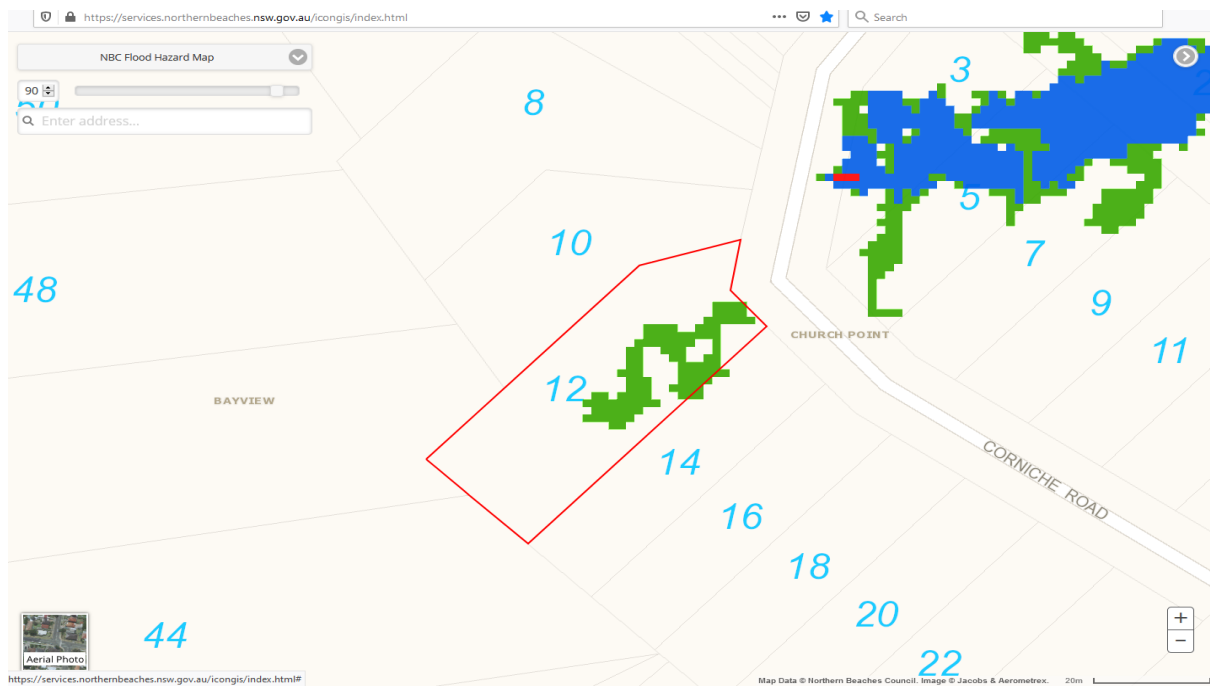 https://services.northernbeaches.nsw.gov.au/icongis/index.html
Search
NBC Flood Hazard Map
90
Enter address...
3
8
5
10
7
48
9
CHURCH POINT
11
12
BAYVIEW
14
CORNICHE ROAD
16
18
20
44
22
Aerial Photo
+
−
https://services.northernbeaches.nsw.gov.au/icongis/index.html#
Map Data © Northern Beaches Council. Image © Jacobs & Aerometrex. 20m